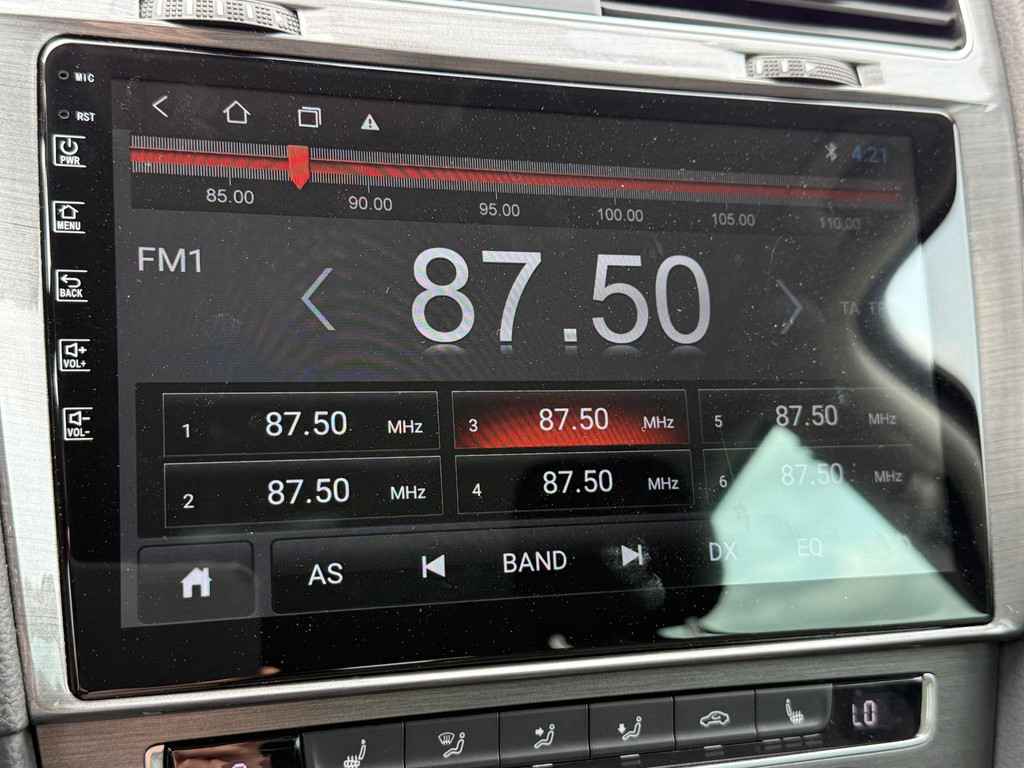 MIC
RST
PWR
MENU
BACK
VOL+
VOL-
4:21
85.00 90.00 95.00 100.00 105.00 110.00
FM1
87.50
TA
1 87.50 MHz
3 87.50 MHz
5 87.50 MHz
2 87.50 MHz
4 87.50 MHz
6 87.50 MHz
AS BAND DX EQ
LO